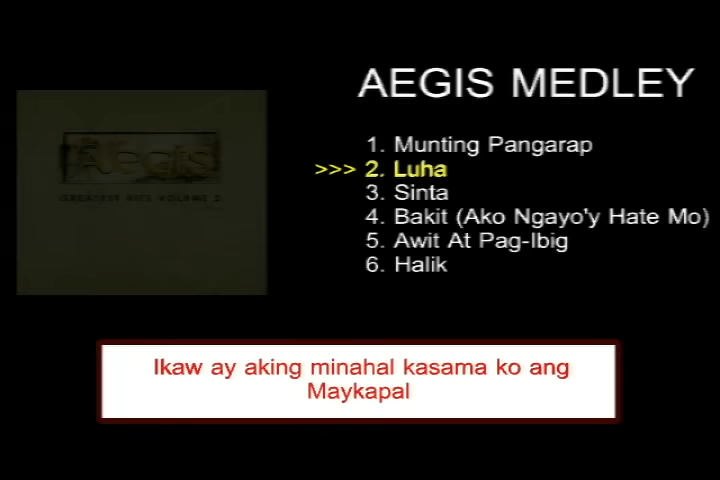 AEGIS MEDLEY
Aegis
GREATEST HITS VOLUME 2
1. Munting Pangarap
>>> 2. Luha
3. Sinta
4. Bakit (Ako Ngayo'y Hate Mo)
5. Awit At Pag-Ibig
6. Halik
Ikaw ay aking minahal kasama ko ang
Maykapal